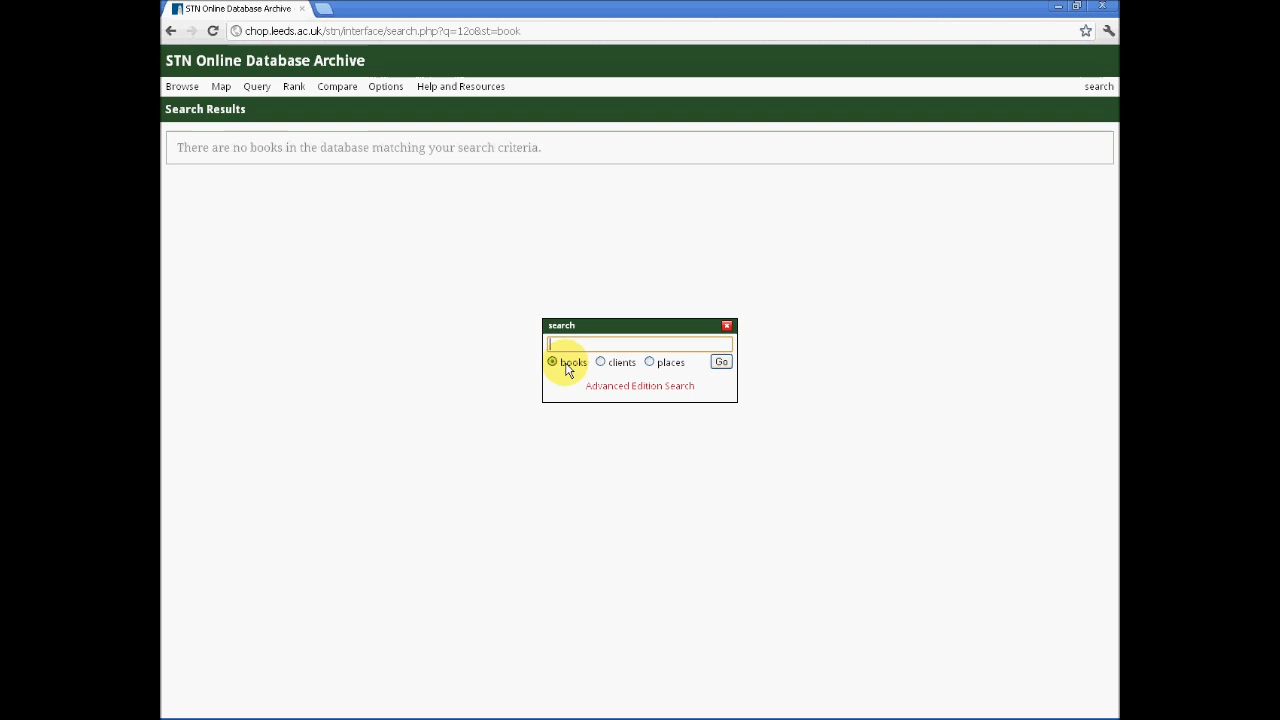 STN Online Database Archive
chop.leeds.ac.uk/stn/interface/search.php?q=12o&st=book
STN Online Database Archive
Browse Map Query Rank Compare Options Help and Resources search
Search Results
There are no books in the database matching your search criteria.
search
books clients places Go
Advanced Edition Search